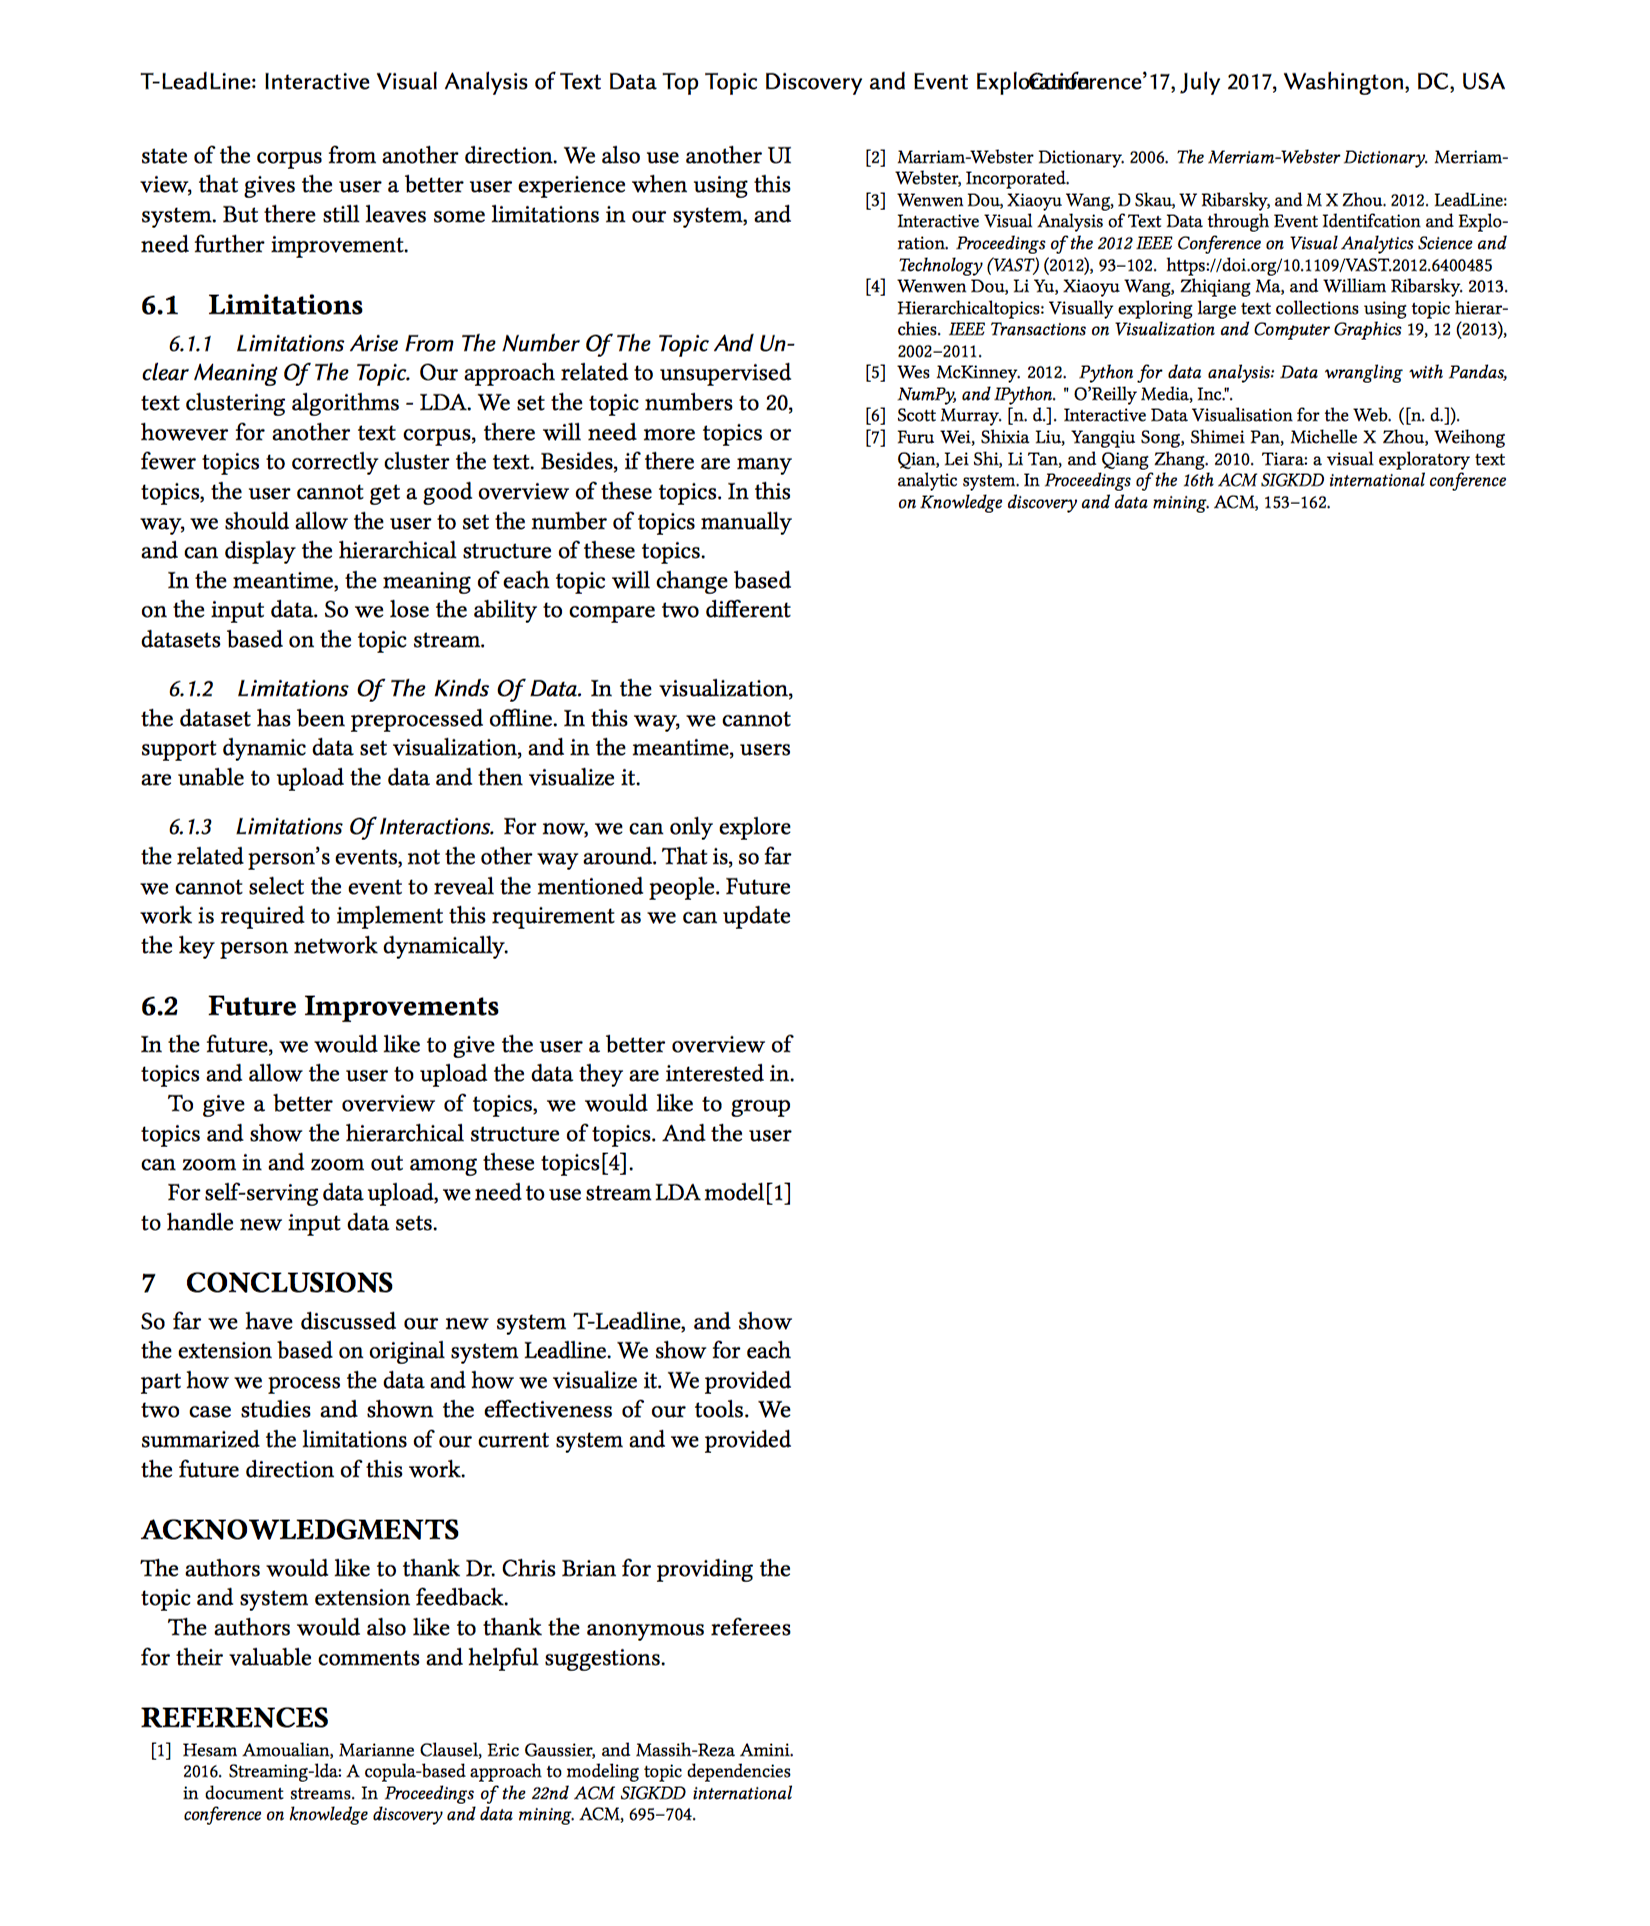 T-LeadLine: Interactive Visual Analysis of Text Data Top Topic Discovery and Event Exploration Conference'17, July 2017, Washington, DC, USA
state of the corpus from another direction. We also use another UI
view, that gives the user a better user experience when using this
system. But there still leaves some limitations in our system, and
need further improvement.
6.1 Limitations
6.1.1 Limitations Arise From The Number Of The Topic And Un-
clear Meaning Of The Topic. Our approach related to unsupervised
text clustering algorithms - LDA. We set the topic numbers to 20,
however for another text corpus, there will need more topics or
fewer topics to correctly cluster the text. Besides, if there are many
topics, the user cannot get a good overview of these topics. In this
way, we should allow the user to set the number of topics manually
and can display the hierarchical structure of these topics.
In the meantime, the meaning of each topic will change based
on the input data. So we lose the ability to compare two different
datasets based on the topic stream.
6.1.2 Limitations Of The Kinds Of Data. In the visualization,
the dataset has been preprocessed offline. In this way, we cannot
support dynamic data set visualization, and in the meantime, users
are unable to upload the data and then visualize it.
6.1.3 Limitations Of Interactions. For now, we can only explore
the related person's events, not the other way around. That is, so far
we cannot select the event to reveal the mentioned people. Future
work is required to implement this requirement as we can update
the key person network dynamically.
6.2 Future Improvements
In the future, we would like to give the user a better overview of
topics and allow the user to upload the data they are interested in.
To give a better overview of topics, we would like to group
topics and show the hierarchical structure of topics. And the user
can zoom in and zoom out among these topics[4].
For self-serving data upload, we need to use stream LDA model[1]
to handle new input data sets.
7 CONCLUSIONS
So far we have discussed our new system T-Leadline, and show
the extension based on original system Leadline. We show for each
part how we process the data and how we visualize it. We provided
two case studies and shown the effectiveness of our tools. We
summarized the limitations of our current system and we provided
the future direction of this work.
ACKNOWLEDGMENTS
The authors would like to thank Dr. Chris Brian for providing the
topic and system extension feedback.
The authors would also like to thank the anonymous referees
for their valuable comments and helpful suggestions.
REFERENCES
[1] Hesam Amoualian, Marianne Clausel, Eric Gaussier, and Massih-Reza Amini.
2016. Streaming-lda: A copula-based approach to modeling topic dependencies
in document streams. In Proceedings of the 22nd ACM SIGKDD international
conference on knowledge discovery and data mining. ACM, 695–704.
[2] Marriam-Webster Dictionary. 2006. The Merriam-Webster Dictionary. Merriam-
Webster, Incorporated.
[3] Wenwen Dou, Xiaoyu Wang, D Skau, W Ribarsky, and M X Zhou. 2012. LeadLine:
Interactive Visual Analysis of Text Data through Event Identifcation and Explo-
ration. Proceedings of the 2012 IEEE Conference on Visual Analytics Science and
Technology (VAST) (2012), 93–102. https://doi.org/10.1109/VAST.2012.6400485
[4] Wenwen Dou, Li Yu, Xiaoyu Wang, Zhiqiang Ma, and William Ribarsky. 2013.
Hierarchicaltopics: Visually exploring large text collections using topic hierar-
chies. IEEE Transactions on Visualization and Computer Graphics 19, 12 (2013),
2002–2011.
[5] Wes McKinney. 2012. Python for data analysis: Data wrangling with Pandas,
NumPy, and IPython. " O'Reilly Media, Inc.".
[6] Scott Murray. [n. d.]. Interactive Data Visualisation for the Web. ([n. d.]).
[7] Furu Wei, Shixia Liu, Yangqiu Song, Shimei Pan, Michelle X Zhou, Weihong
Qian, Lei Shi, Li Tan, and Qiang Zhang. 2010. Tiara: a visual exploratory text
analytic system. In Proceedings of the 16th ACM SIGKDD international conference
on Knowledge discovery and data mining. ACM, 153–162.